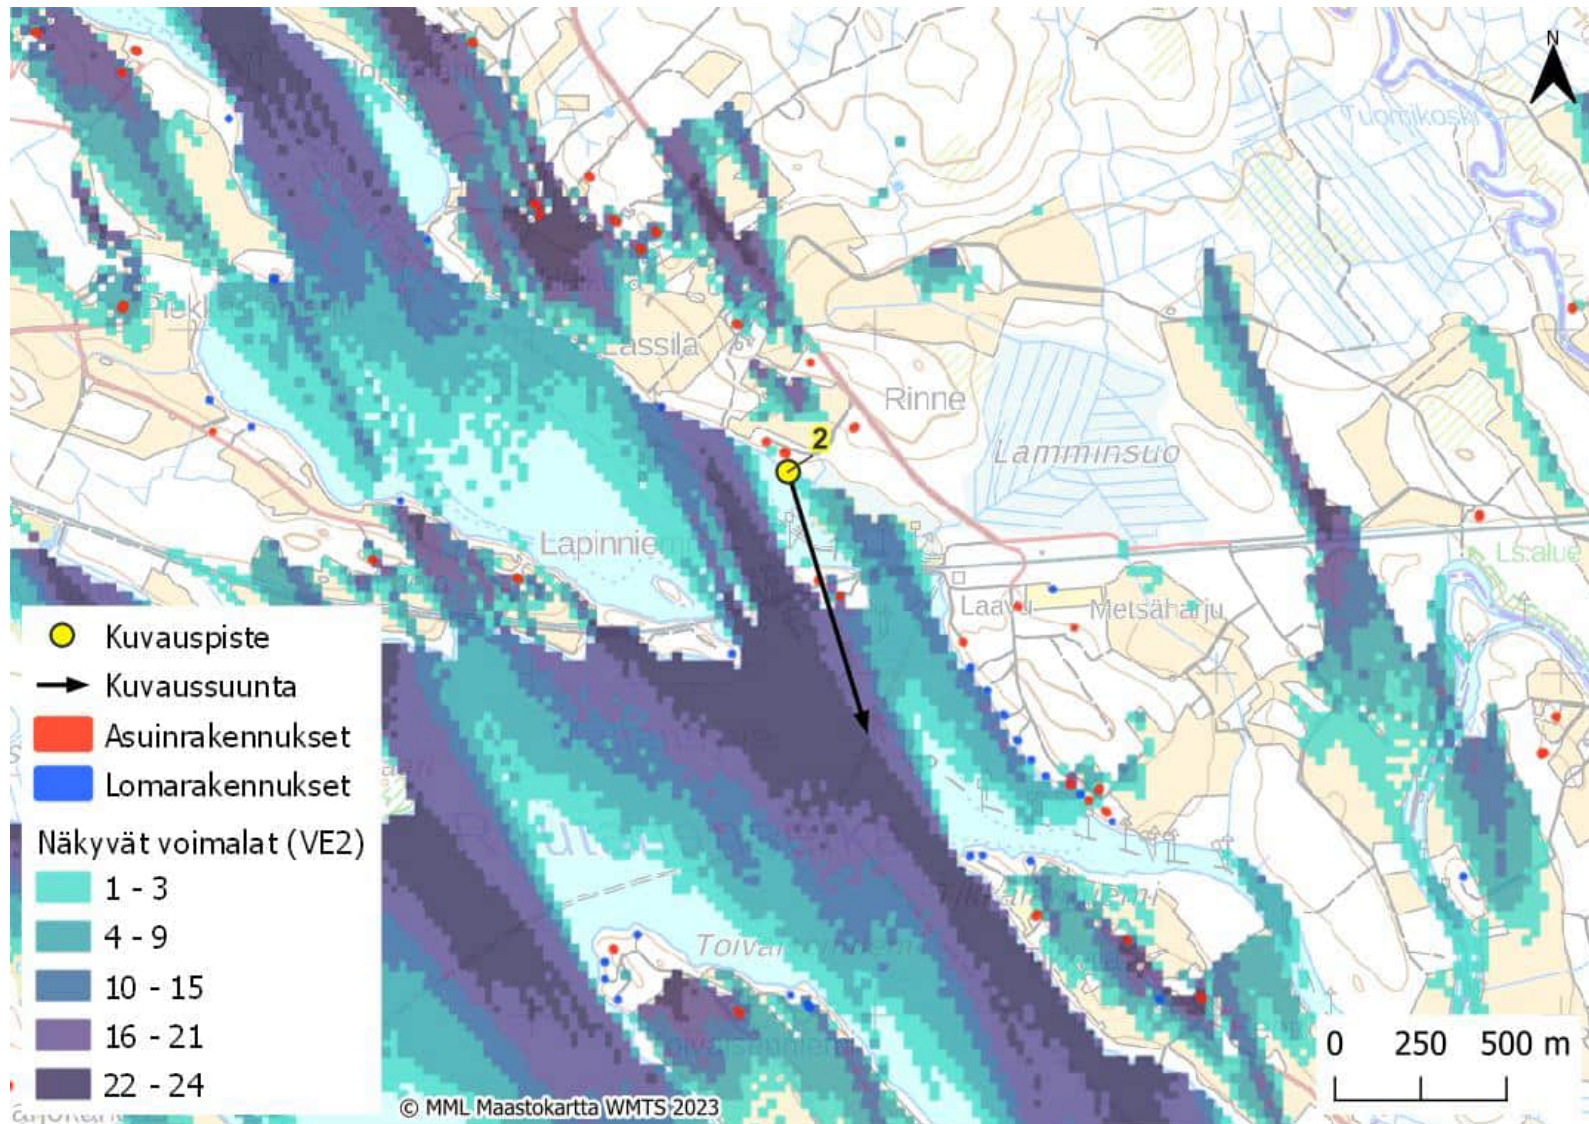 N
Tuomikoski
Lassila
Rinne
2
Lamminsuo
Lapinniemi
Ls.alue
Laavu
Metsäharju
Kuvauspiste
Kuvaussuunta
Asuinrakennukset
Lomarakennukset
Näkyvät voimalat (VE2)
1 - 3
4 - 9
10 - 15
16 - 21
22 - 24
0 250 500 m
© MML Maastokartta WMTS 2023